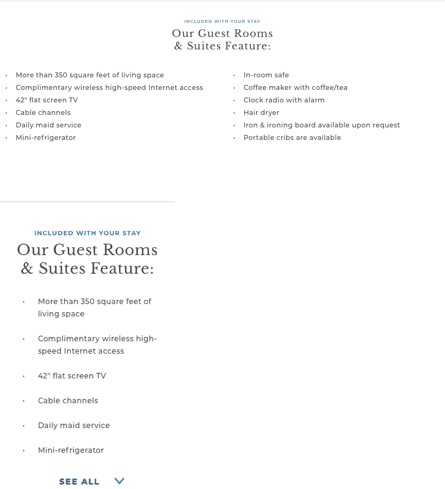 INCLUDED WITH YOUR STAY
Our Guest Rooms
& Suites Feature:
• More than 350 square feet of living space
• Complimentary wireless high-speed Internet access
• 42" flat screen TV
• Cable channels
• Daily maid service
• Mini-refrigerator
• In-room safe
• Coffee maker with coffee/tea
• Clock radio with alarm
• Hair dryer
• Iron & ironing board available upon request
• Portable cribs are available
INCLUDED WITH YOUR STAY
Our Guest Rooms
& Suites Feature:
• More than 350 square feet of
living space
• Complimentary wireless high-
speed Internet access
• 42" flat screen TV
• Cable channels
• Daily maid service
• Mini-refrigerator
SEE ALL